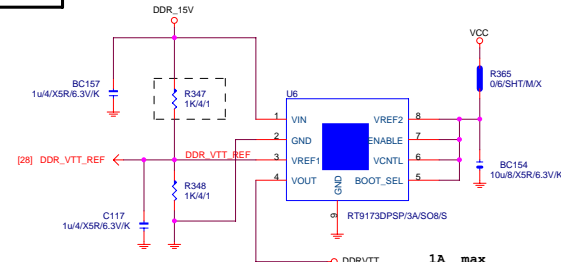 DDR_15V
VCC
BC157
1u/4/X5R/6.3V/K
R347
1K/4/1
R365
0/6/SHT/M/X
U6
1 VIN VREF2 8
2 GND ENABLE 7
[28] DDR_VTT_REF DDR_VTT_REF 3 VREF1 VCNTL 6
4 VOUT BOOT_SEL 5
GND
9
BC154
10u/8/X5R/6.3V/K
R348
1K/4/1
C117
1u/4/X5R/6.3V/K
RT9173DPSP/3A/SO8/S
DDRVTT 1A max